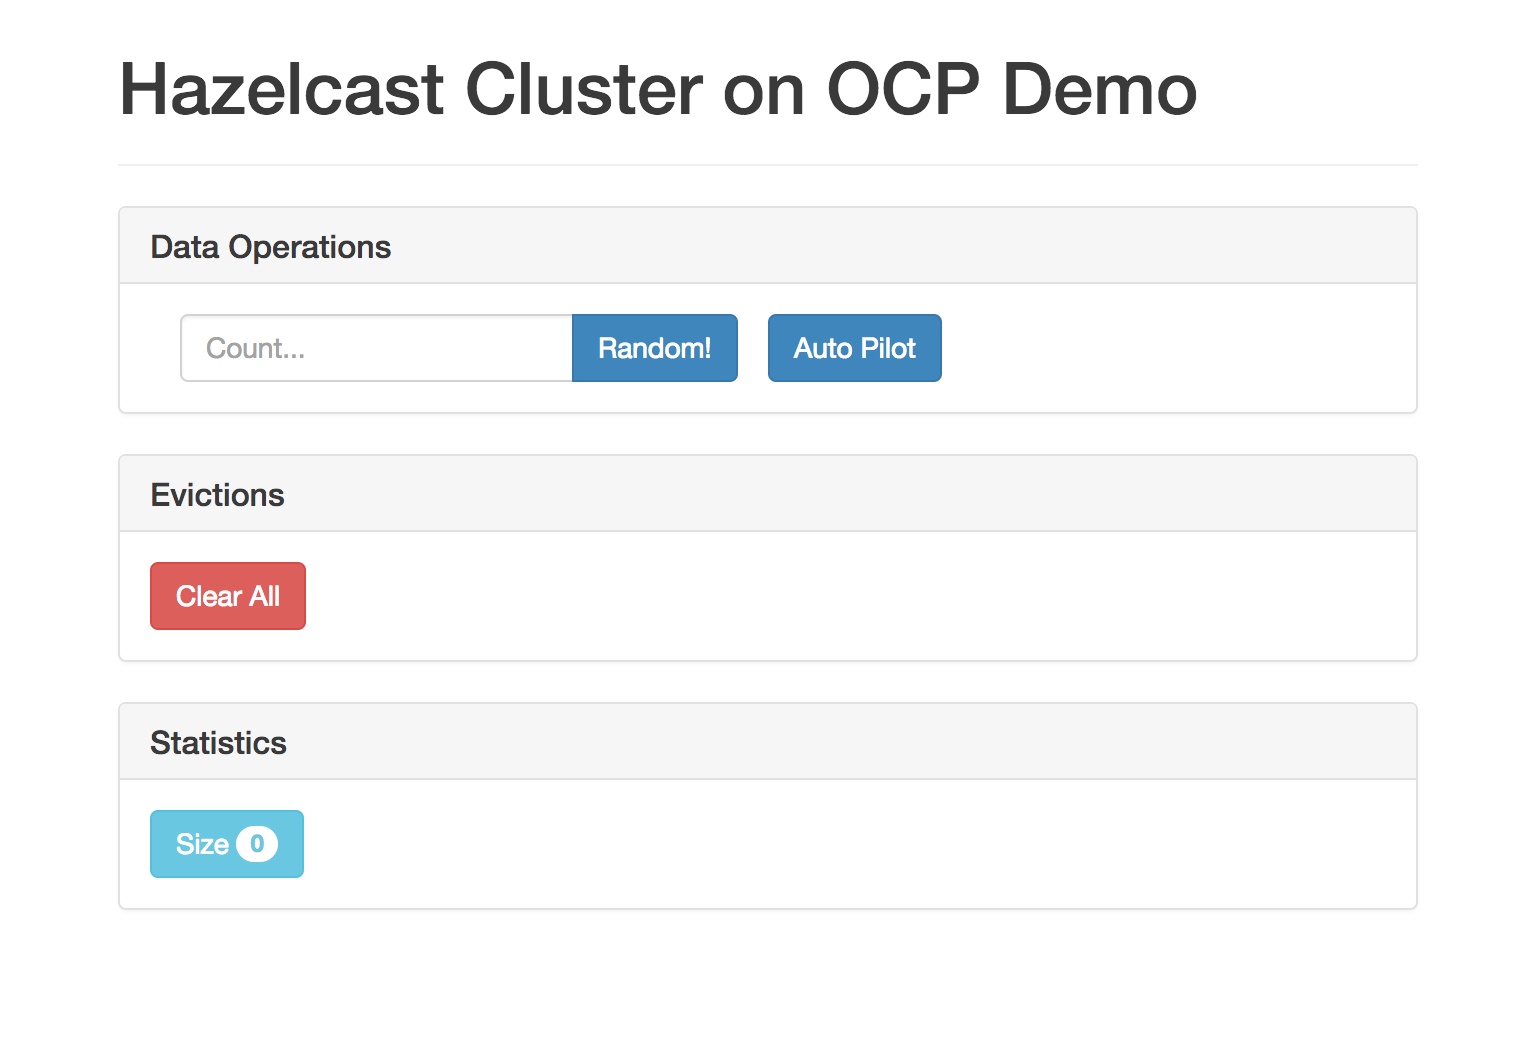 Hazelcast Cluster on OCP Demo
Data Operations
Count... Random! Auto Pilot
Evictions
Clear All
Statistics
Size 0